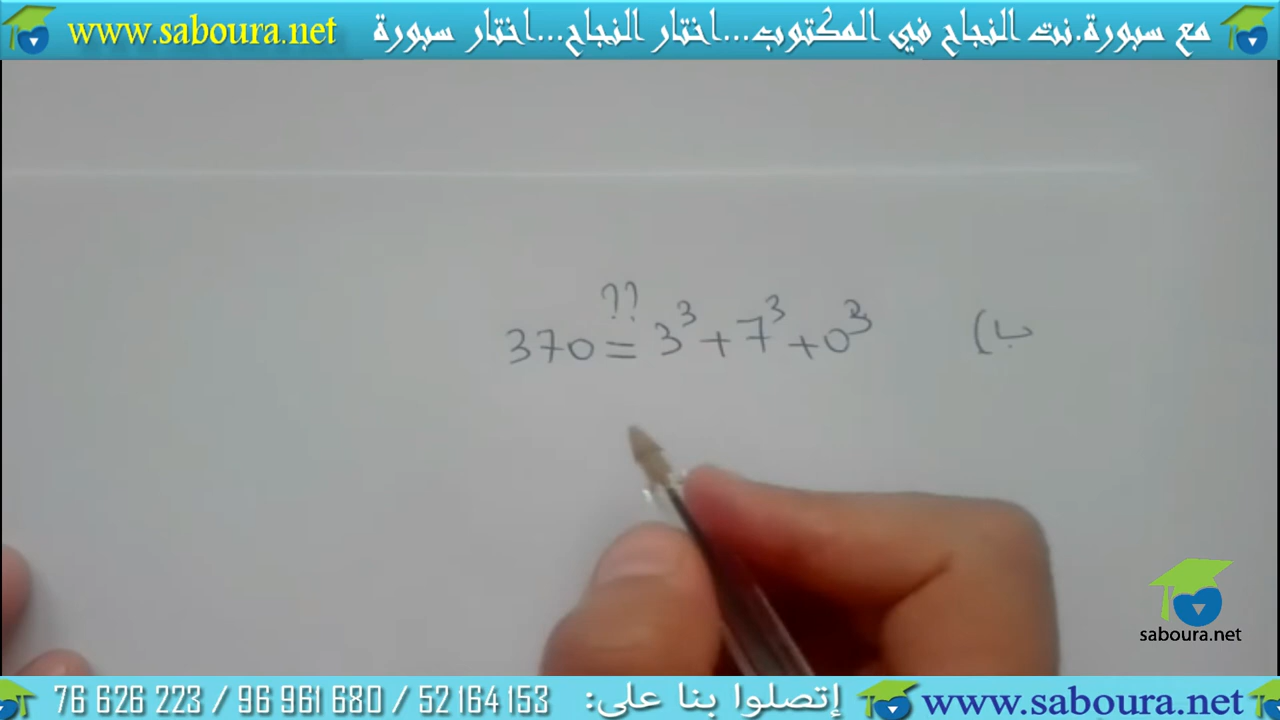 مع سبورة.نت النجاح في المكتوب...اختار النجاح...اختار سبورة www.saboura.net
ب) 370 = 3³ + 7³ + 0³
??
saboura.net
إتصلوا بنا على: 76 626 223 / 96 961 680 / 52 164 153
www.saboura.net